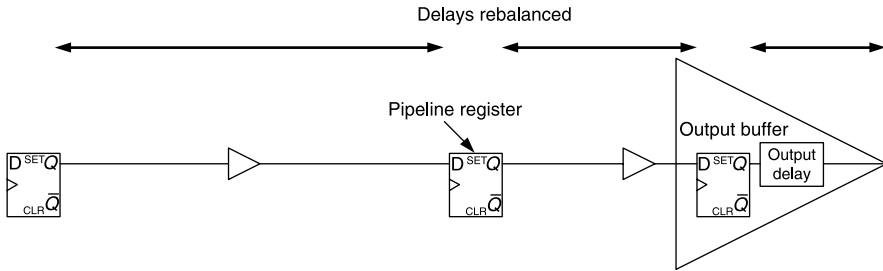 Delays rebalanced
Pipeline register
Output buffer
D SET Q
CLR Q̅
D SET Q
CLR Q̅
D SET Q
CLR Q̅
Output
delay